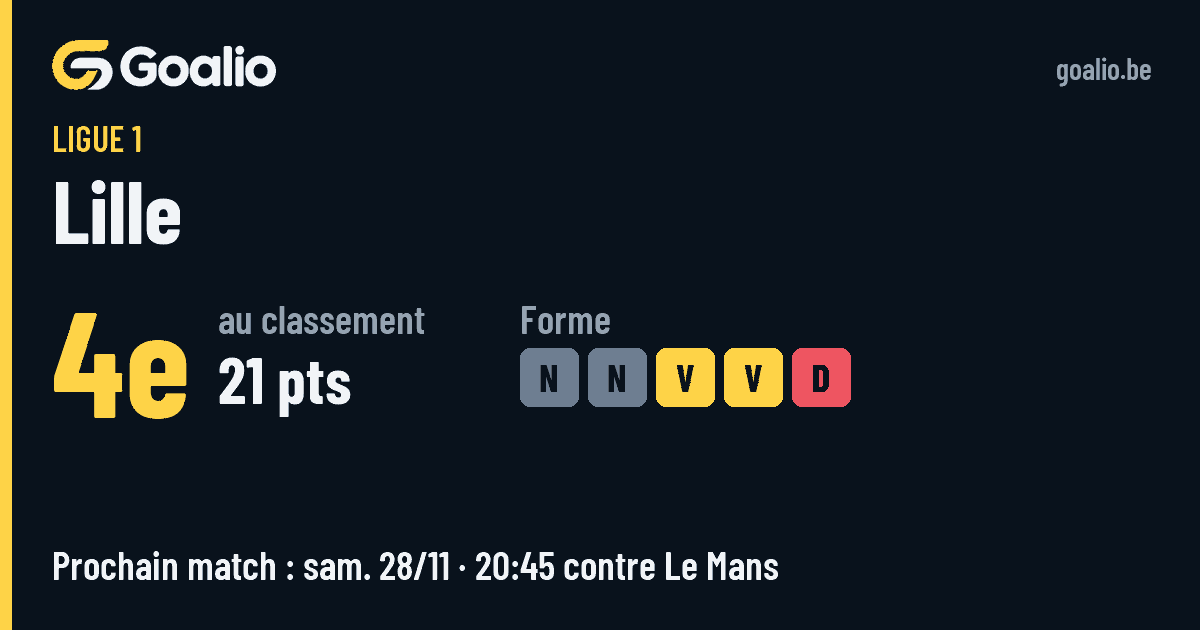 Goalio
goalio.be
LIGUE 1
Lille
4e
au classement
21 pts
Forme
N N V V D
Prochain match : sam. 28/11 · 20:45 contre Le Mans